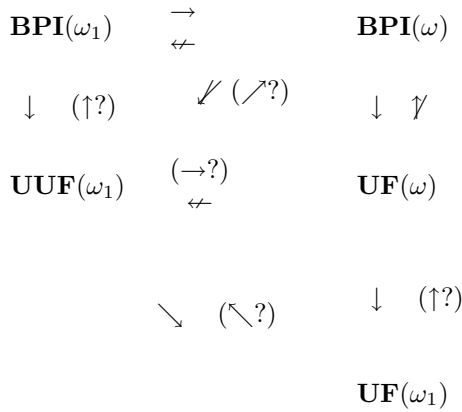 BPI(ω₁) → BPI(ω)
↚
↓ (↑?) ↙̸ (↗?) ↓ ↑̸
UUF(ω₁) (→?) UF(ω)
↚
↘ (↖?) ↓ (↑?)
UF(ω₁)